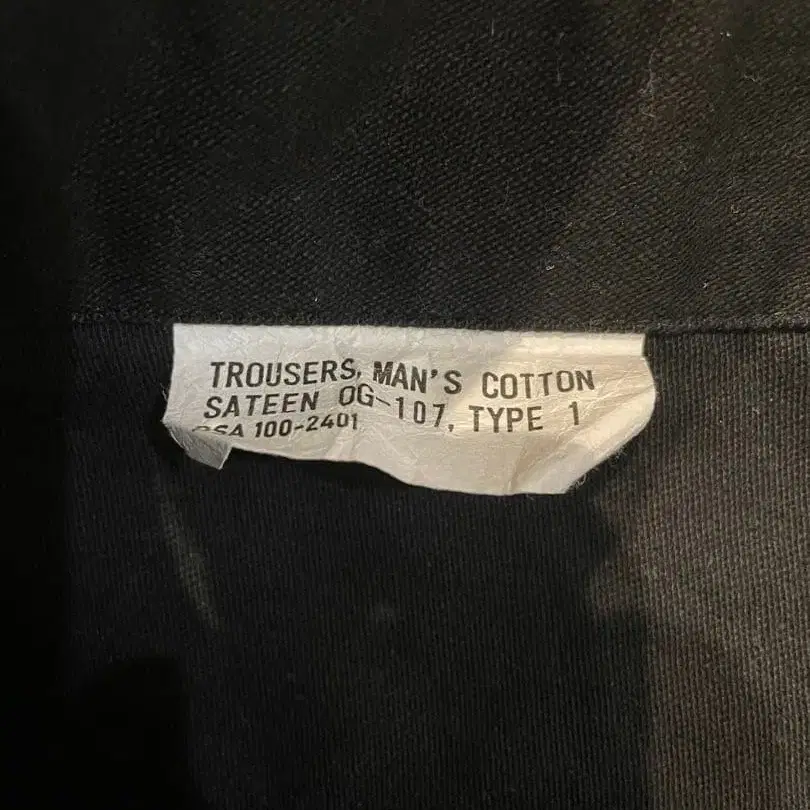 TROUSERS, MAN'S COTTON
SATEEN OG-107, TYPE 1
100-2401